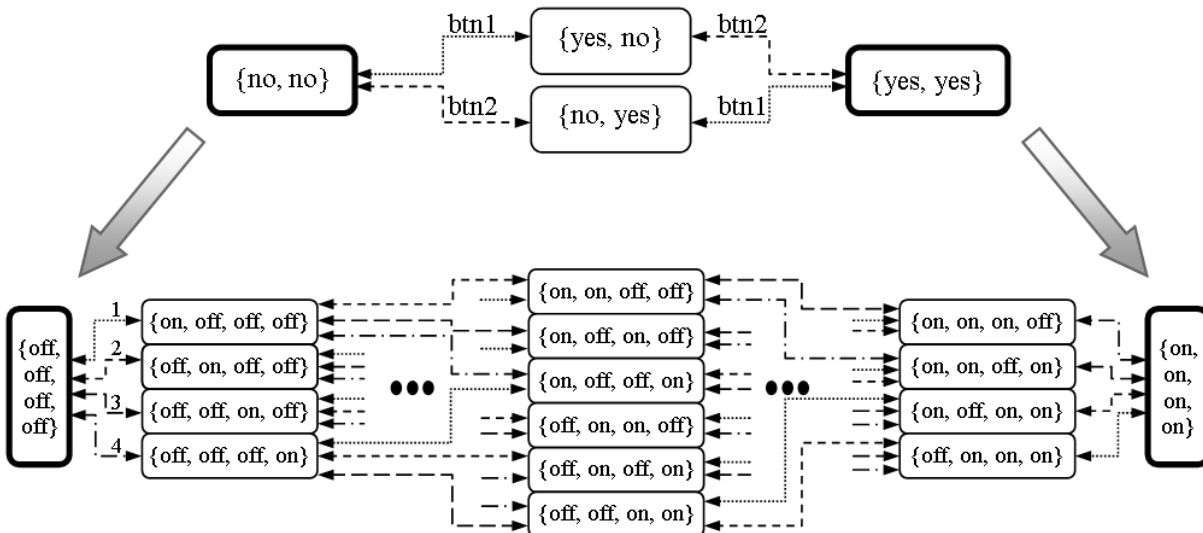 btn1
{yes, no}
btn2
{no, no}
{yes, yes}
btn2
{no, yes}
btn1
{on, on, off, off}
1
{on, off, off, off}
{on, on, on, off}
{on, off, on, off}
{off,
off,
off,
off}
2
{off, on, off, off}
{on, off, off, on}
{on, on, off, on}
{on,
on,
on,
on}
3
{off, off, on, off}
{off, on, on, off}
{on, off, on, on}
4
{off, off, off, on}
{off, on, off, on}
{off, on, on, on}
{off, off, on, on}